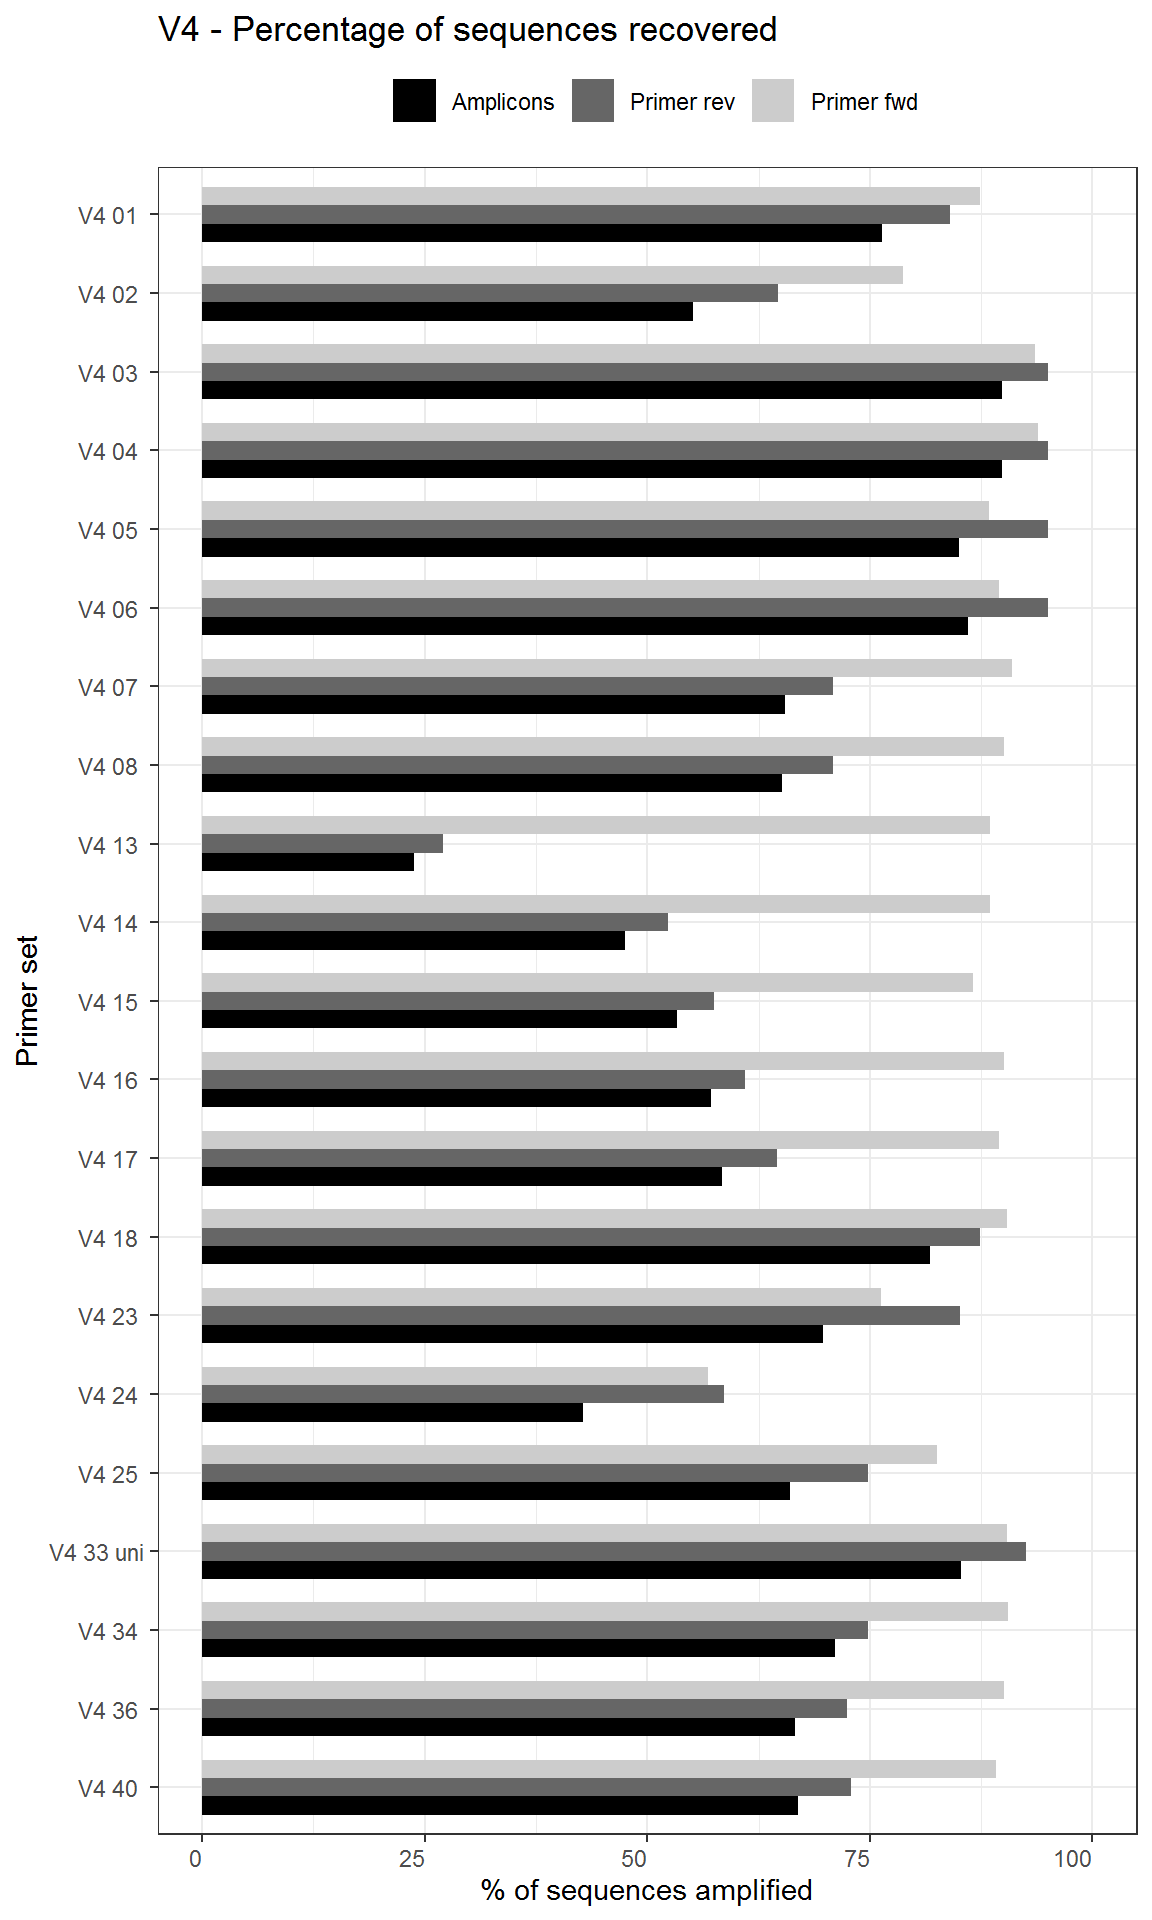 V4 - Percentage of sequences recovered
Amplicons Primer rev Primer fwd
V4 01
V4 02
V4 03
V4 04
V4 05
V4 06
V4 07
V4 08
V4 13
V4 14
V4 15
V4 16
V4 17
V4 18
V4 23
V4 24
V4 25
V4 33 uni
V4 34
V4 36
V4 40
Primer set
0 25 50 75 100
% of sequences amplified